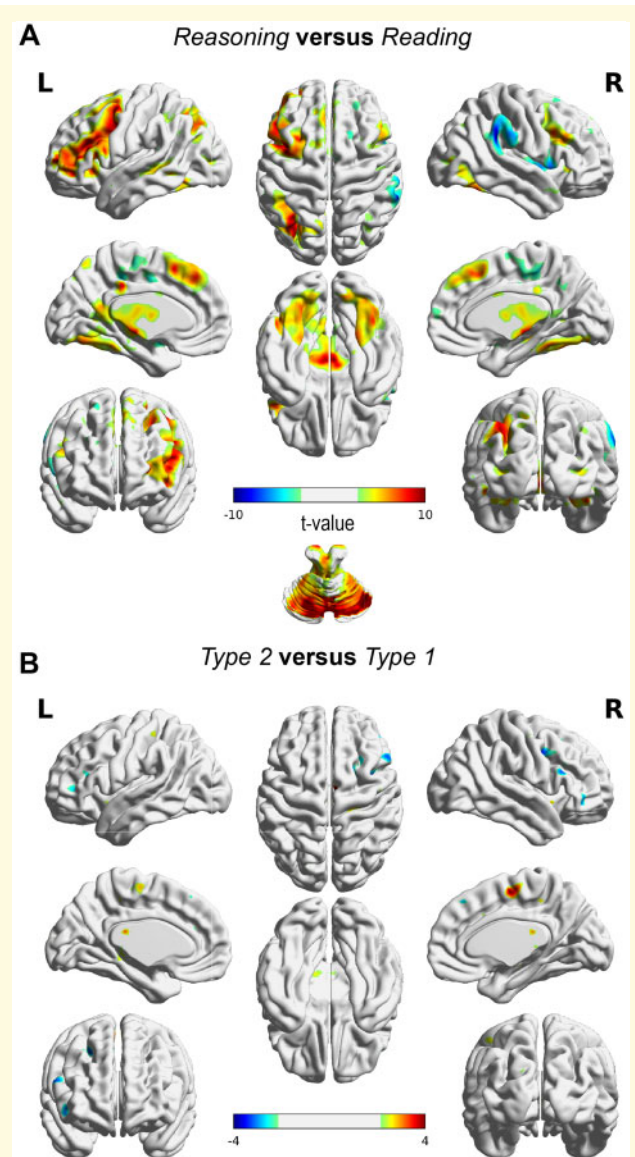 A
Reasoning versus Reading
L
R
-10
t-value
10
B
Type 2 versus Type 1
L
R
-4
4